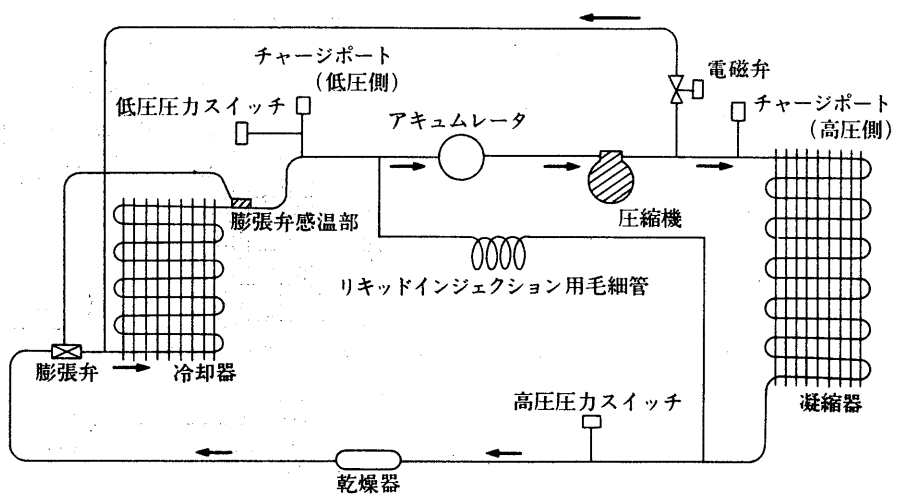 チャージポート
(低圧側)
電磁弁
低圧圧力スイッチ
チャージポート
(高圧側)
アキュムレータ
膨張弁感温部
圧縮機
リキッドインジェクション用毛細管
膨張弁
冷却器
高圧圧力スイッチ
凝縮器
乾燥器